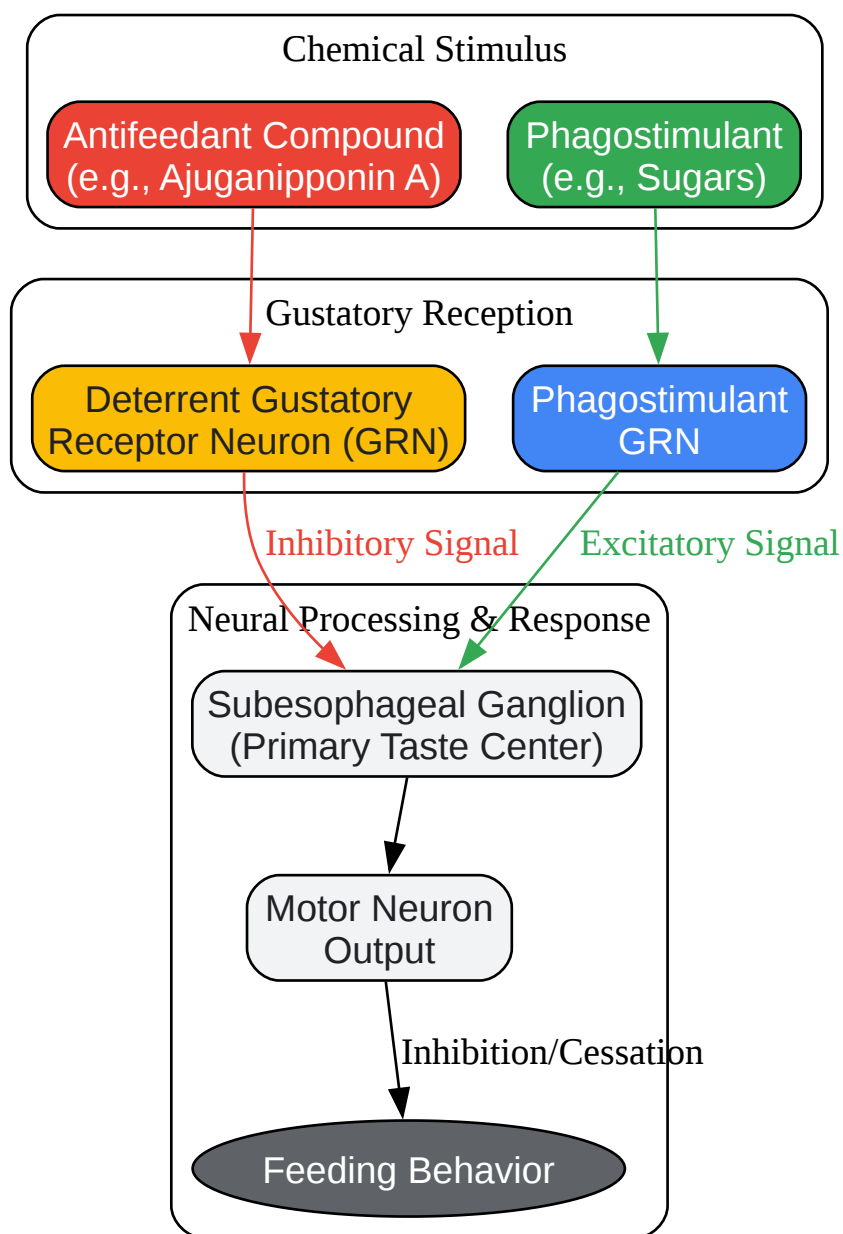 Chemical Stimulus
Antifeedant Compound
(e.g., Ajuganipponin A)
Phagostimulant
(e.g., Sugars)
Gustatory Reception
Deterrent Gustatory
Receptor Neuron (GRN)
Phagostimulant
GRN
Inhibitory Signal
Excitatory Signal
Neural Processing & Response
Subesophageal Ganglion
(Primary Taste Center)
Motor Neuron
Output
Inhibition/Cessation
Feeding Behavior